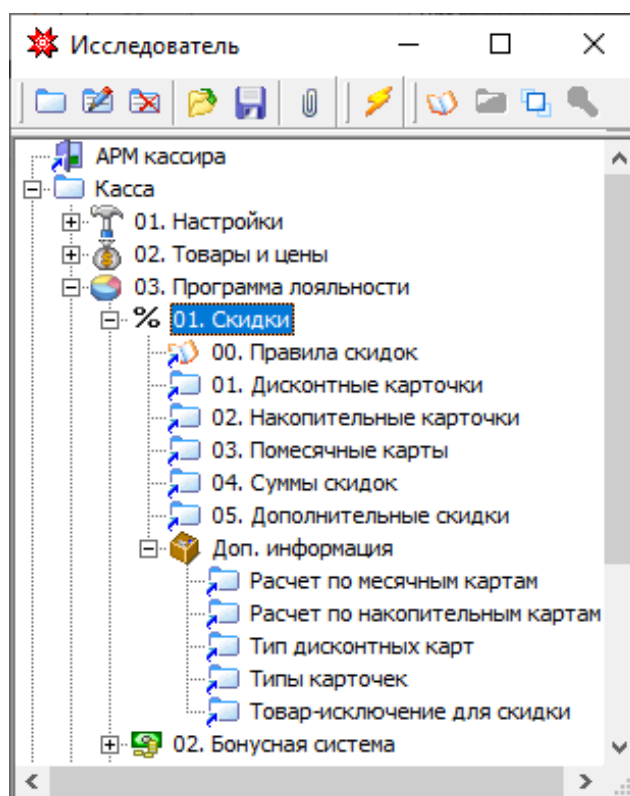 Исследователь
АРМ кассира
Касса
01. Настройки
02. Товары и цены
03. Программа лояльности
01. Скидки
00. Правила скидок
01. Дисконтные карточки
02. Накопительные карточки
03. Помесячные карты
04. Суммы скидок
05. Дополнительные скидки
Доп. информация
Расчет по месячным картам
Расчет по накопительным картам
Тип дисконтных карт
Типы карточек
Товар-исключение для скидки
02. Бонусная система